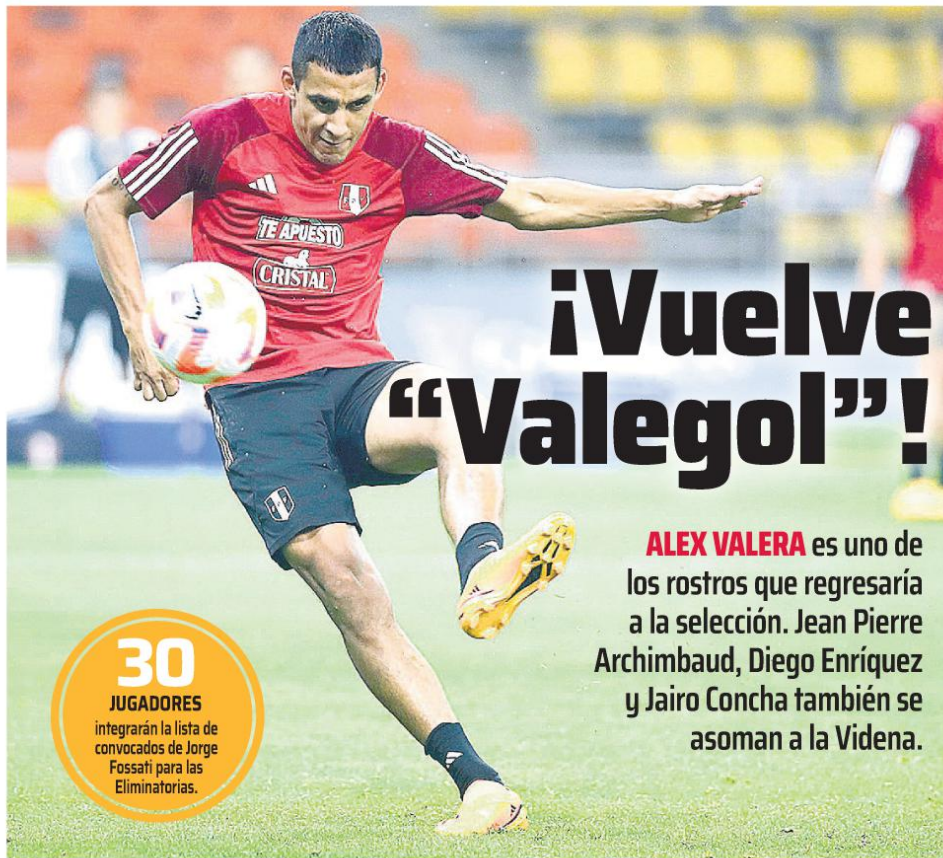 TE APUESTO
CRISTAL
¡Vuelve
“Valegol”!
ALEX VALERA es uno de
los rostros que regresaría
a la selección. Jean Pierre
Archimbaud, Diego Enríquez
y Jairo Concha también se
asoman a la Videna.
30
JUGADORES
integrarán la lista de
convocados de Jorge
Fossati para las
Eliminatorias.